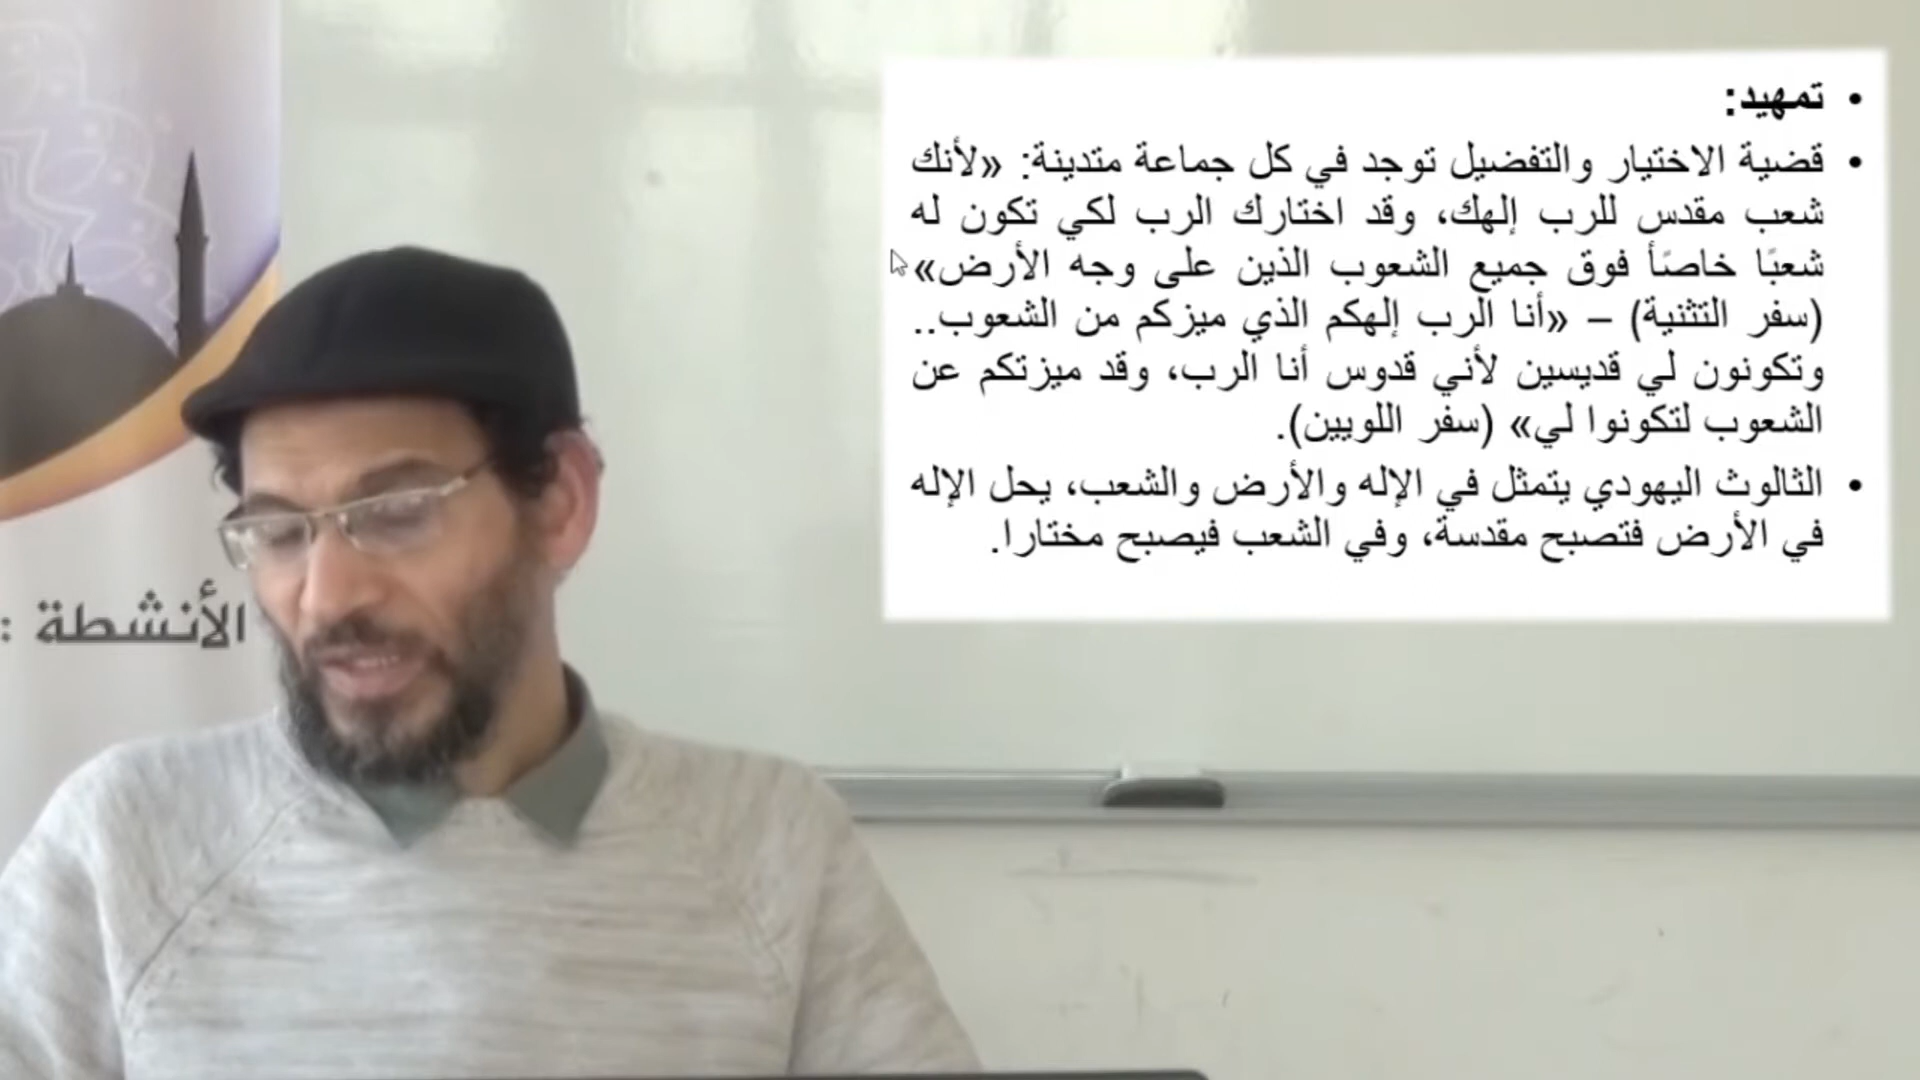 • تمهيد:
• قضية الاختيار والتفضيل توجد في كل جماعة متدينة: «لأنك
شعب مقدس للرب إلهك، وقد اختارك الرب لكي تكون له
شعبًا خاصًأ فوق جميع الشعوب الذين على وجه الأرض»
(سفر التثنية) – «أنا الرب إلهكم الذي ميزكم من الشعوب..
وتكونون لي قديسين لأني قدوس أنا الرب، وقد ميزتكم عن
الشعوب لتكونوا لي» (سفر اللويين).
• الثالوث اليهودي يتمثل في الإله والأرض والشعب، يحل الإله
في الأرض فتصبح مقدسة، وفي الشعب فيصبح مختارا.
الأنشطة :